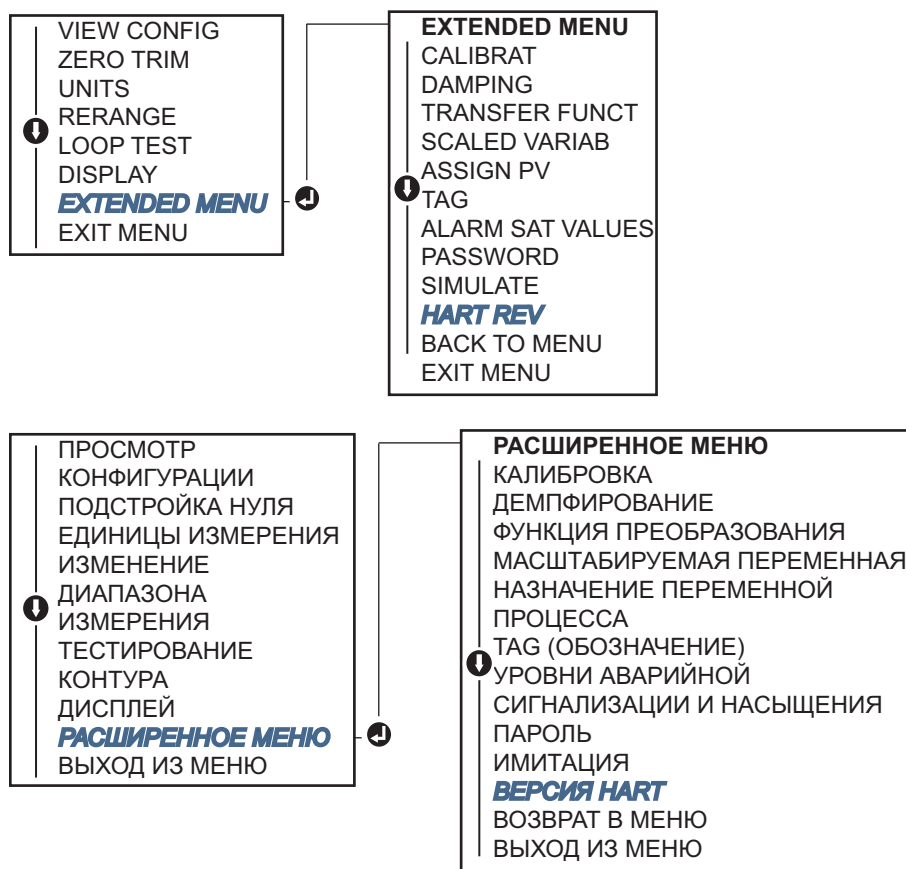 VIEW CONFIG
ZERO TRIM
UNITS
RERANGE
LOOP TEST
DISPLAY
EXTENDED MENU
EXIT MENU
EXTENDED MENU
CALIBRAT
DAMPING
TRANSFER FUNCT
SCALED VARIAB
ASSIGN PV
TAG
ALARM SAT VALUES
PASSWORD
SIMULATE
HART REV
BACK TO MENU
EXIT MENU
ПРОСМОТР
КОНФИГУРАЦИИ
ПОДСТРОЙКА НУЛЯ
ЕДИНИЦЫ ИЗМЕРЕНИЯ
ИЗМЕНЕНИЕ
ДИАПАЗОНА
ИЗМЕРЕНИЯ
ТЕСТИРОВАНИЕ
КОНТУРА
ДИСПЛЕЙ
РАСШИРЕННОЕ МЕНЮ
ВЫХОД ИЗ МЕНЮ
РАСШИРЕННОЕ МЕНЮ
КАЛИБРОВКА
ДЕМПФИРОВАНИЕ
ФУНКЦИЯ ПРЕОБРАЗОВАНИЯ
МАСШТАБИРУЕМАЯ ПЕРЕМЕННАЯ
НАЗНАЧЕНИЕ ПЕРЕМЕННОЙ
ПРОЦЕССА
TAG (ОБОЗНАЧЕНИЕ)
УРОВНИ АВАРИЙНОЙ
СИГНАЛИЗАЦИИ И НАСЫЩЕНИЯ
ПАРОЛЬ
ИМИТАЦИЯ
ВЕРСИЯ HART
ВОЗВРАТ В МЕНЮ
ВЫХОД ИЗ МЕНЮ